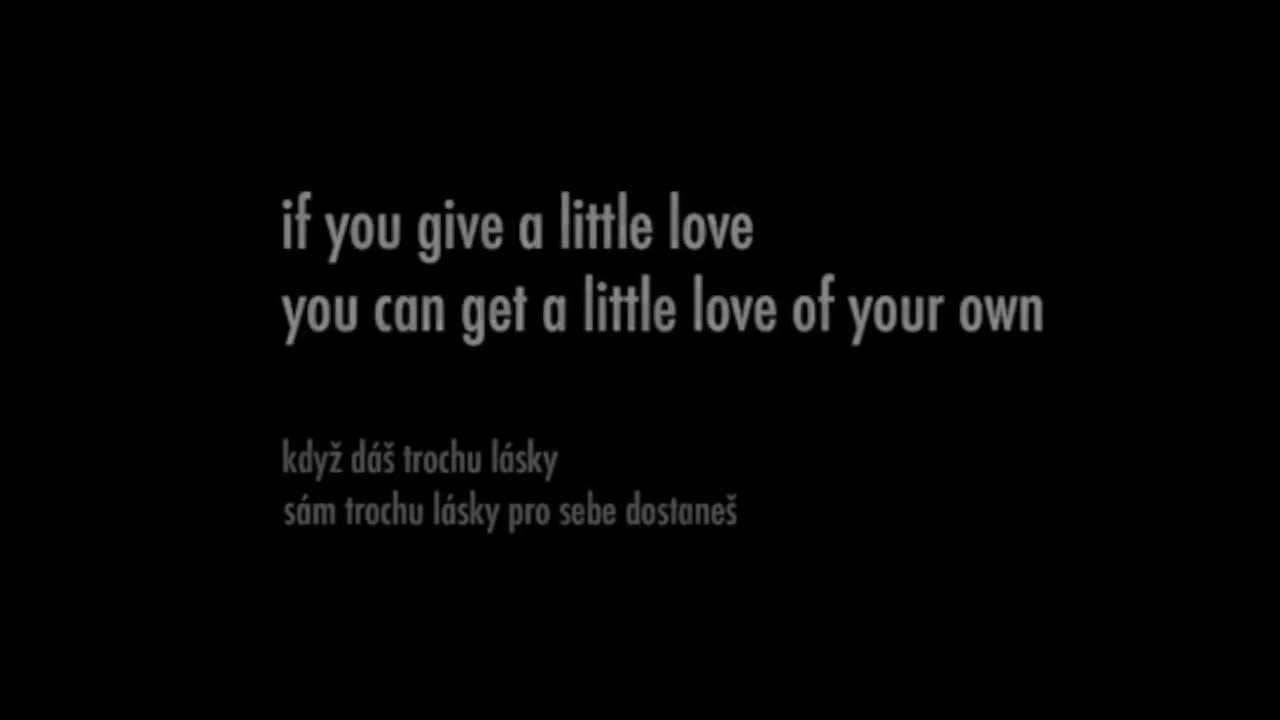 if you give a little love
you can get a little love of your own
když dáš trochu lásky
sám trochu lásky pro sebe dostaneš